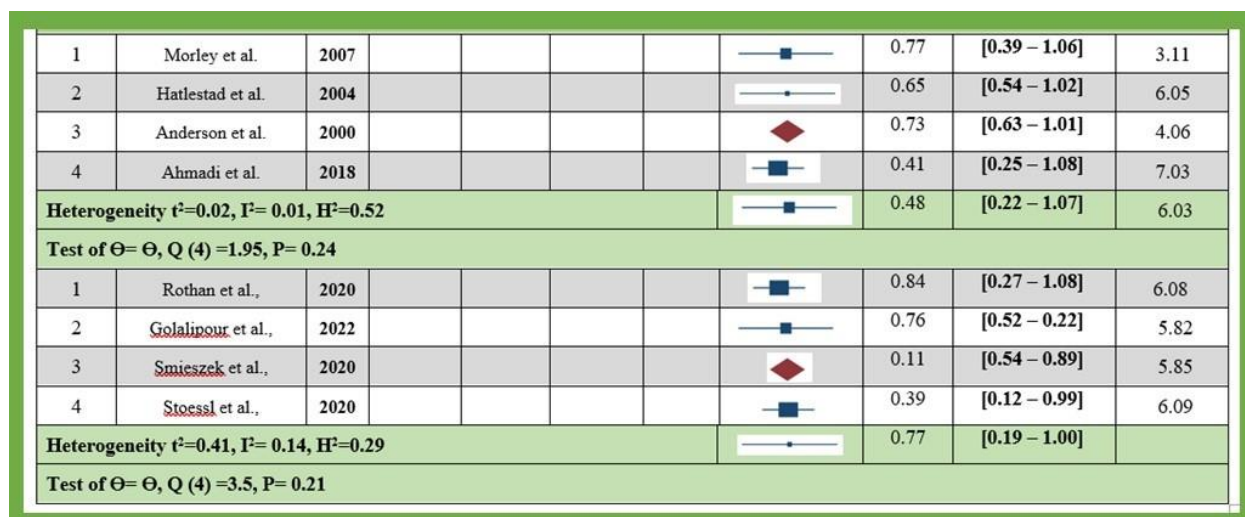 1 Morley et al. 2007 0.77 [0.39 – 1.06] 3.11
2 Hatlestad et al. 2004 0.65 [0.54 – 1.02] 6.05
3 Anderson et al. 2000 0.73 [0.63 – 1.01] 4.06
4 Ahmadi et al. 2018 0.41 [0.25 – 1.08] 7.03
Heterogeneity t²=0.02, I²= 0.01, H²=0.52 0.48 [0.22 – 1.07] 6.03
Test of Ө= Ө, Q (4) =1.95, P= 0.24
1 Rothan et al., 2020 0.84 [0.27 – 1.08] 6.08
2 Golalipour et al., 2022 0.76 [0.52 – 0.22] 5.82
3 Smieszek et al., 2020 0.11 [0.54 – 0.89] 5.85
4 Stoessl et al., 2020 0.39 [0.12 – 0.99] 6.09
Heterogeneity t²=0.41, I²= 0.14, H²=0.29 0.77 [0.19 – 1.00]
Test of Ө= Ө, Q (4) =3.5, P= 0.21